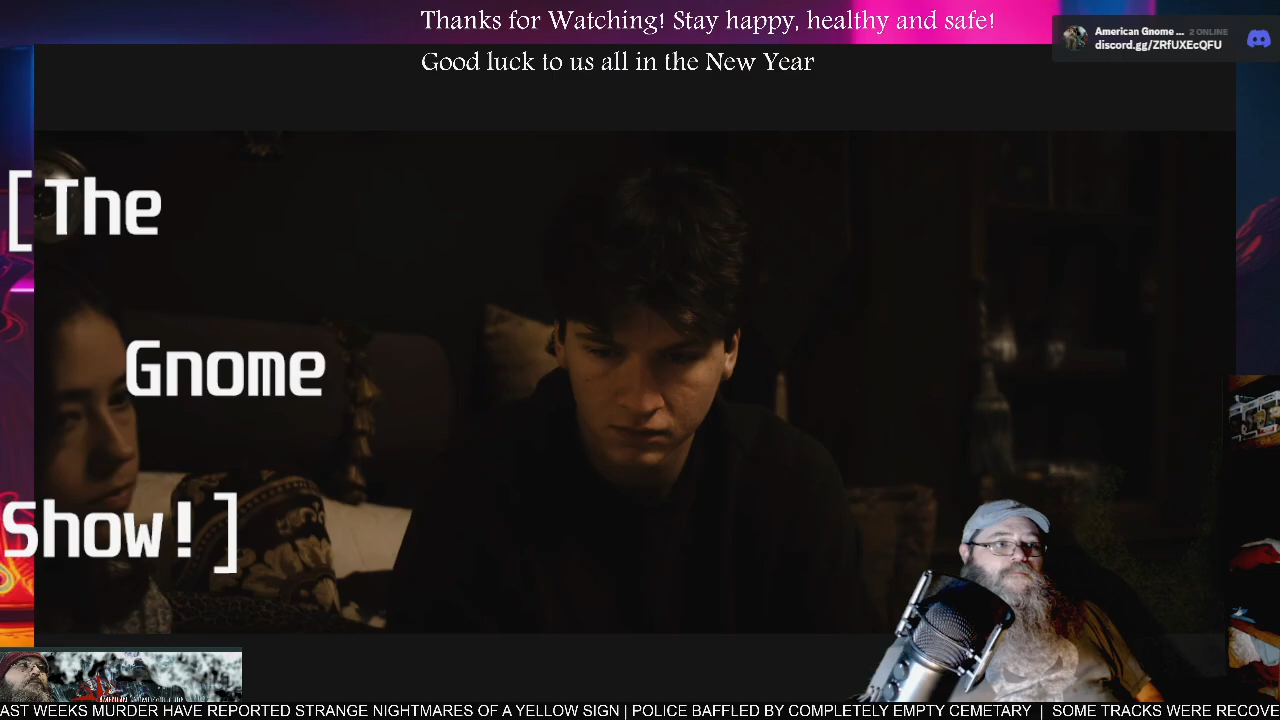 Thanks for Watching! Stay happy, healthy and safe!
American Gnome ... 2 ONLINE
discord.gg/ZRfUXEcQFU
Good luck to us all in the New Year
[The
Gnome
Show!]
AST WEEKS MURDER HAVE REPORTED STRANGE NIGHTMARES OF A YELLOW SIGN | POLICE BAFFLED BY COMPLETELY EMPTY CEMETARY | SOME TRACKS WERE RECOVE